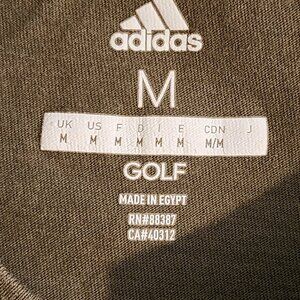 adidas
M
UK US F D I E CDN J
M M M M M M M/M
GOLF
MADE IN EGYPT
RN#88387
CA#40312